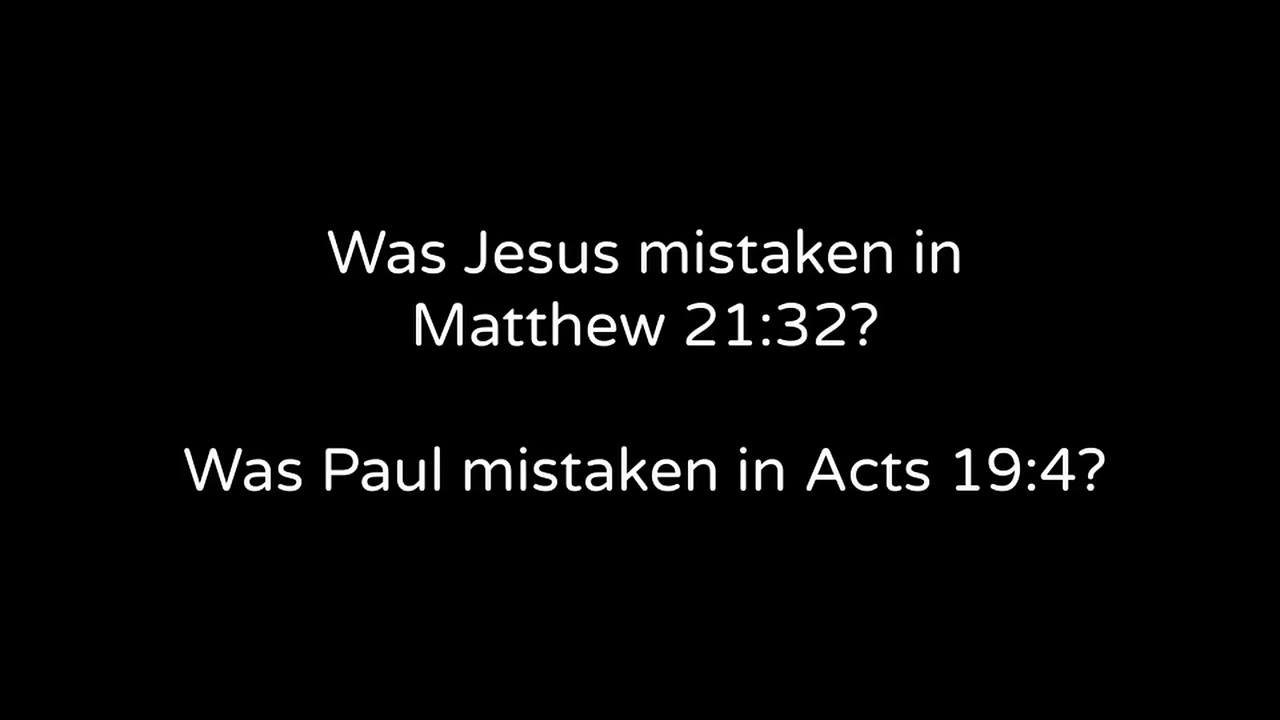 Was Jesus mistaken in
Matthew 21:32?
Was Paul mistaken in Acts 19:4?